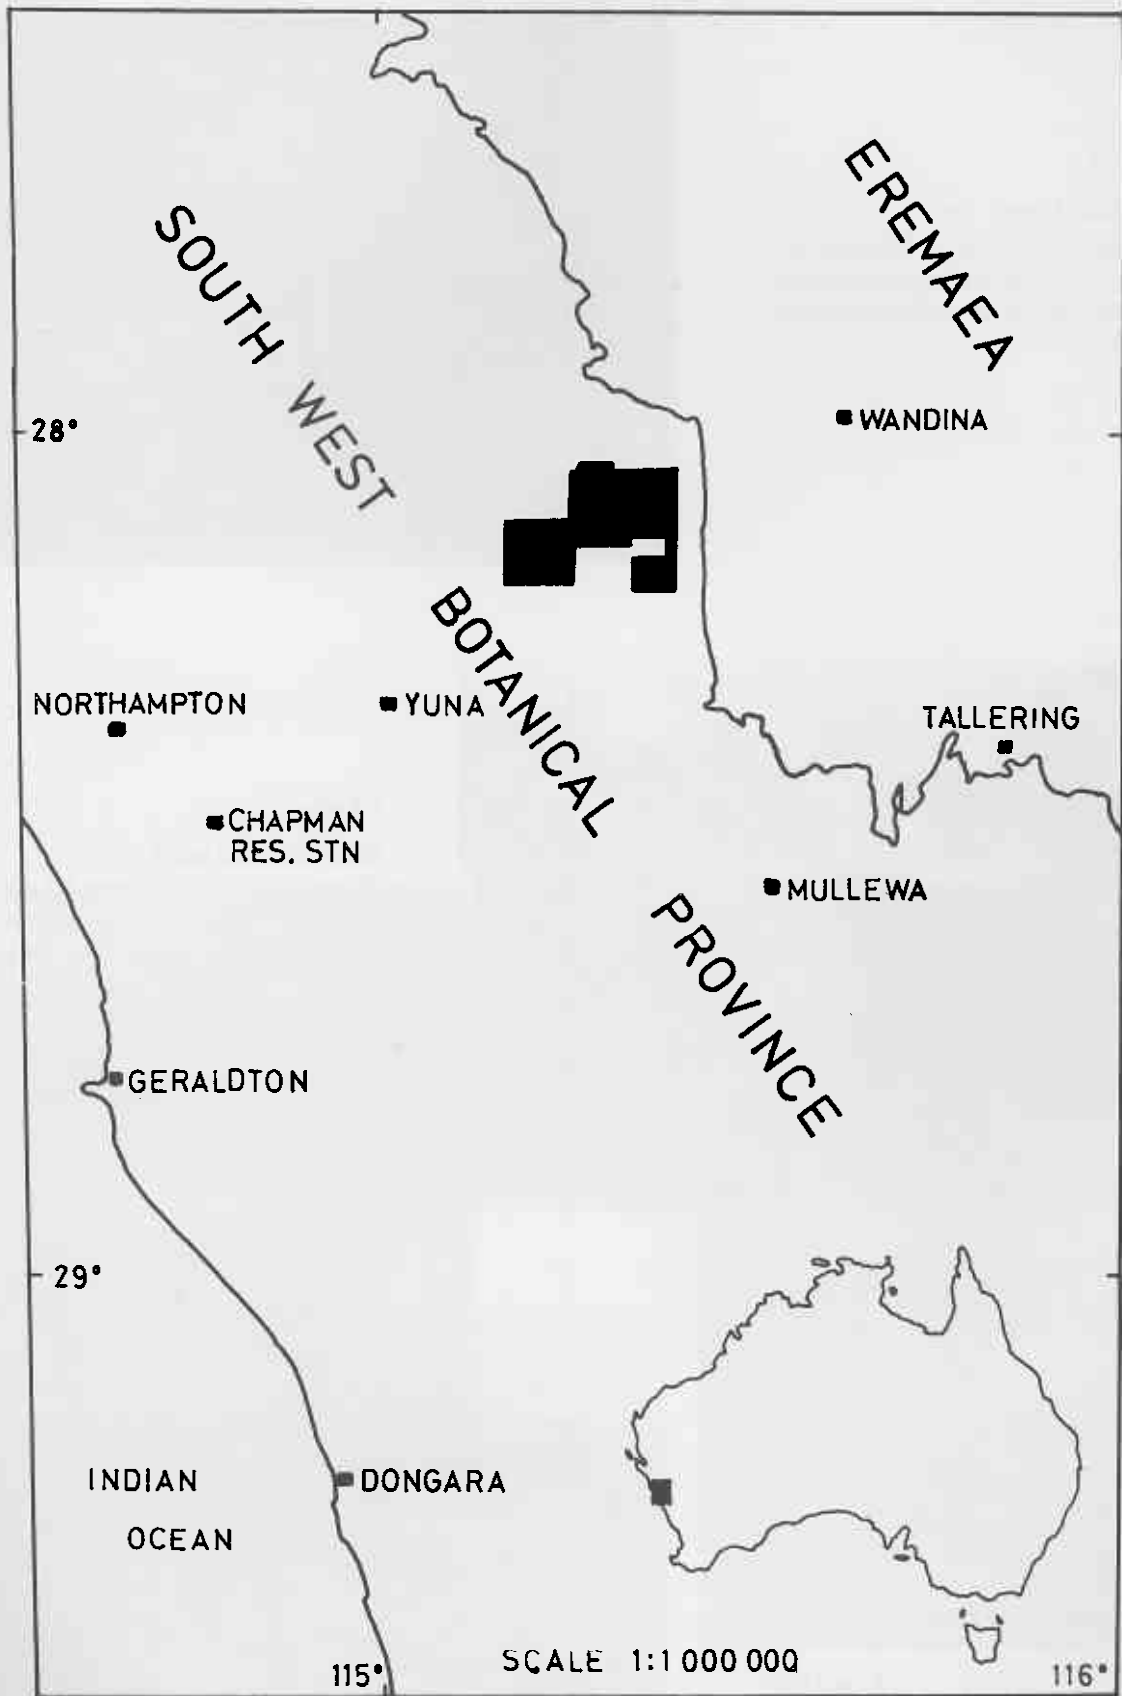 EREMAEA
SOUTH WEST BOTANICAL PROVINCE
28°
WANDINA
NORTHAMPTON
YUNA
TALLERING
CHAPMAN
RES. STN
MULLEWA
GERALDTON
29°
INDIAN
OCEAN
DONGARA
SCALE 1:1 000 000
115°
116°